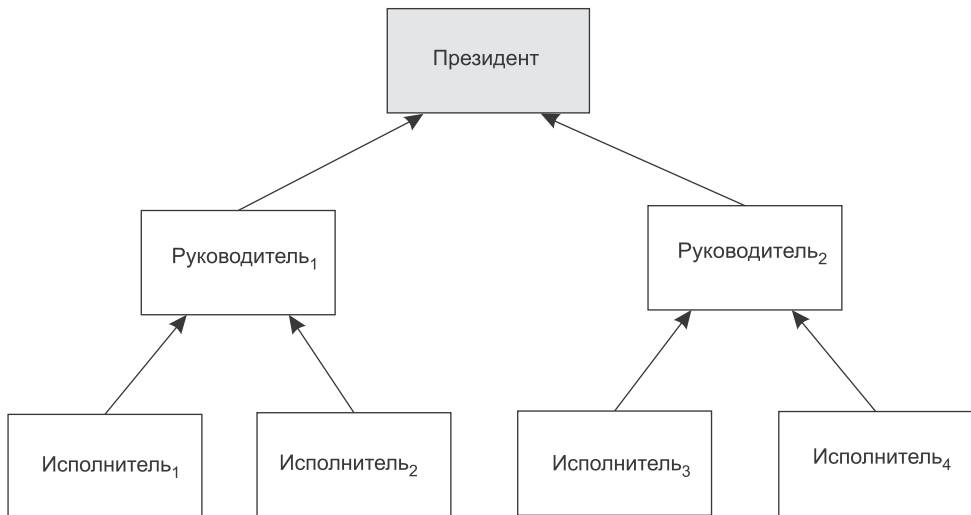 Президент
Руководитель₁
Руководитель₂
Исполнитель₁
Исполнитель₂
Исполнитель₃
Исполнитель₄